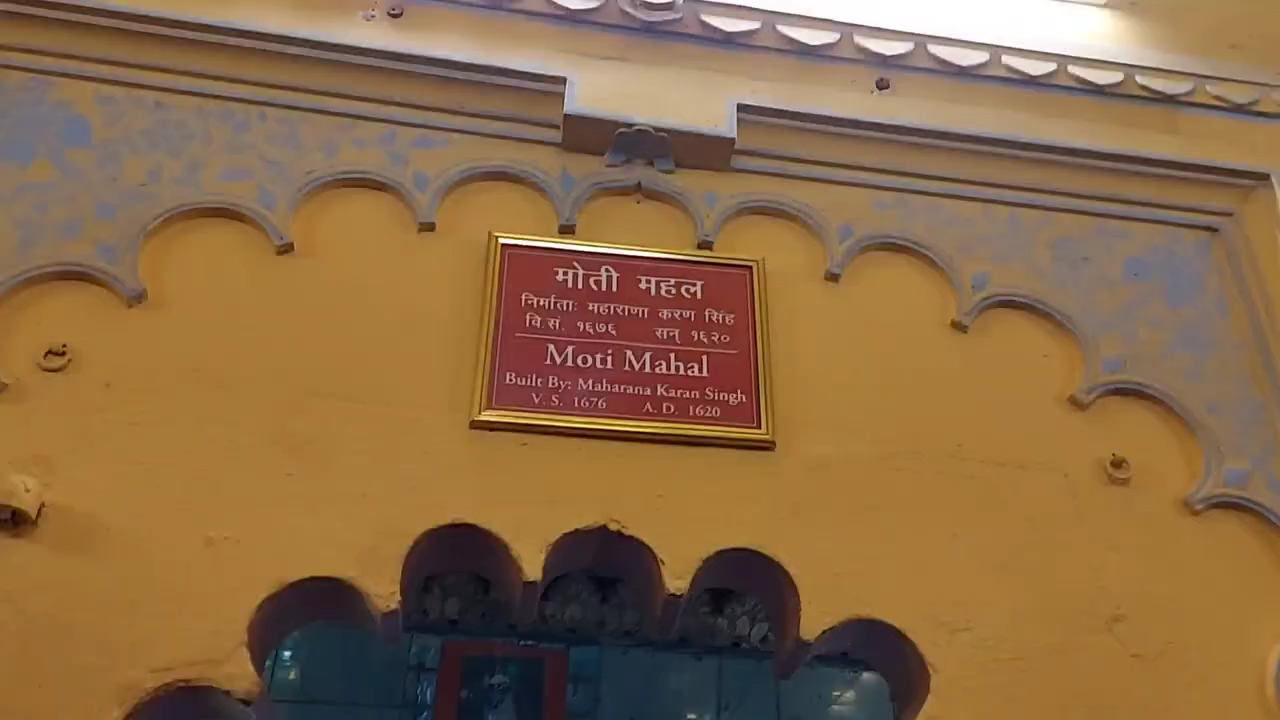 मोती महल
निर्माताः महाराणा करण सिंह
वि.सं. १६७६ सन् १६२०
Moti Mahal
Built By: Maharana Karan Singh
V. S. 1676 A. D. 1620